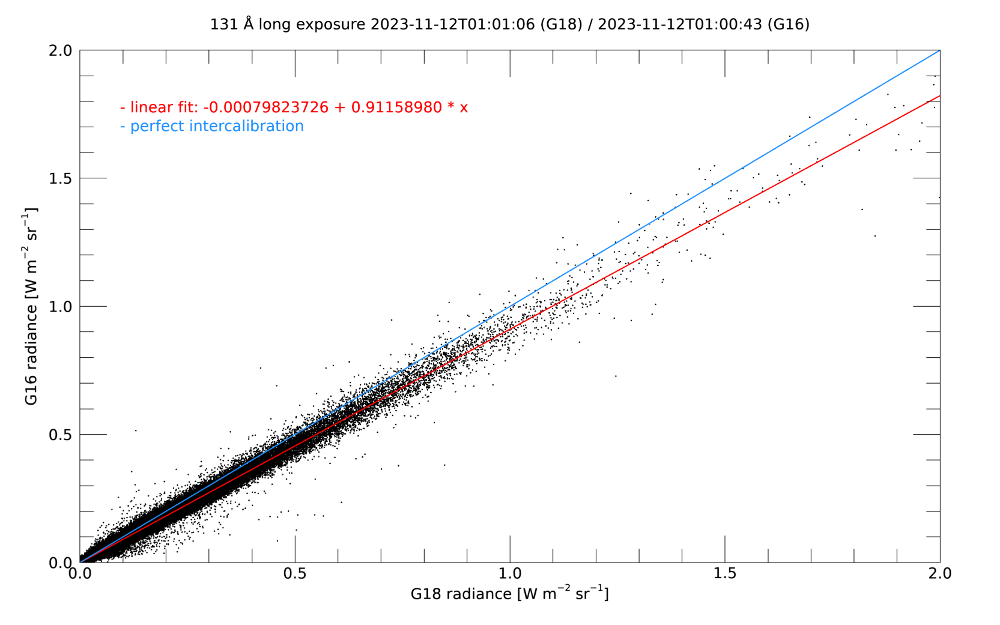 131 Å long exposure 2023-11-12T01:01:06 (G18) / 2023-11-12T01:00:43 (G16)
2.0
- linear fit: -0.00079823726 + 0.91158980 * x
- perfect intercalibration
1.5
G16 radiance [W m⁻² sr⁻¹]
1.0
0.5
0.0
0.0 0.5 1.0 1.5 2.0
G18 radiance [W m⁻² sr⁻¹]